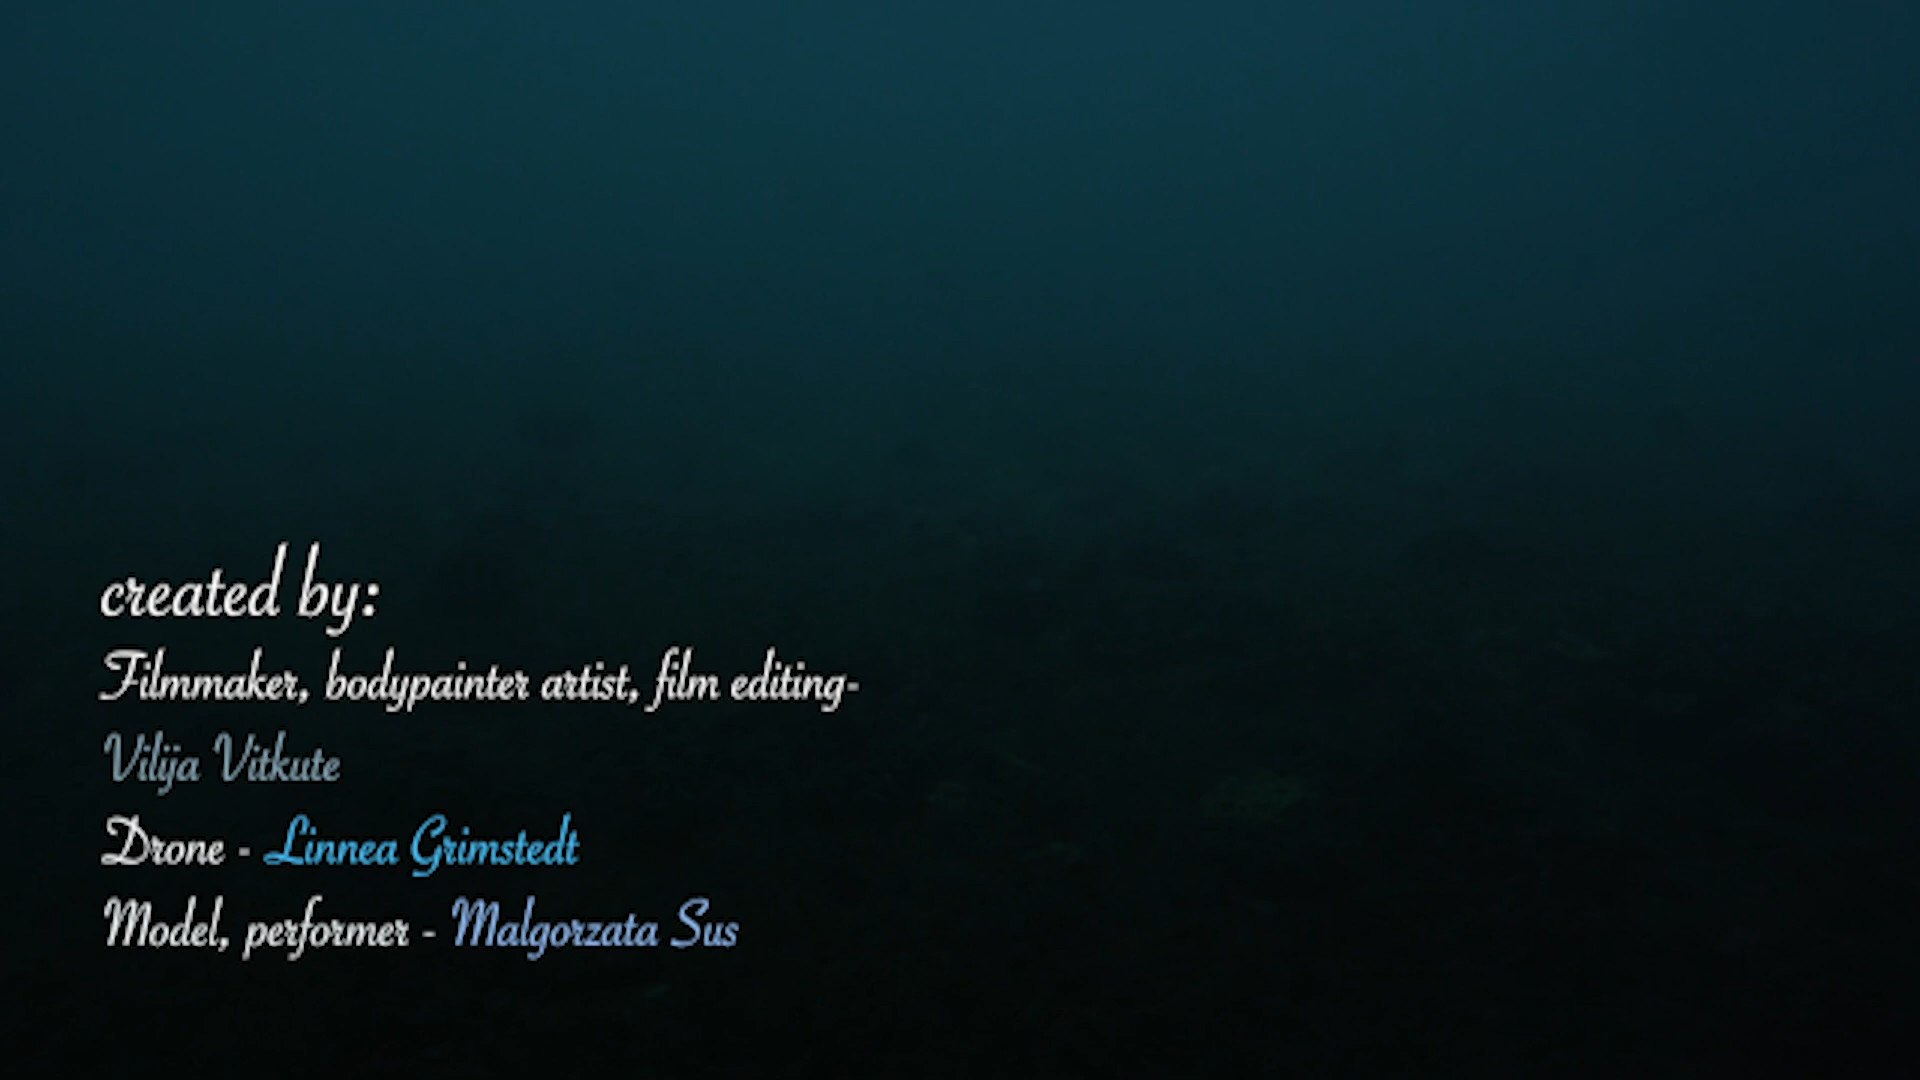 created by:
Filmmaker, bodypainter artist, film editing-
Vilija Vitkute
Drone - Linnea Grimstedt
Model, performer - Malgorzata Sus